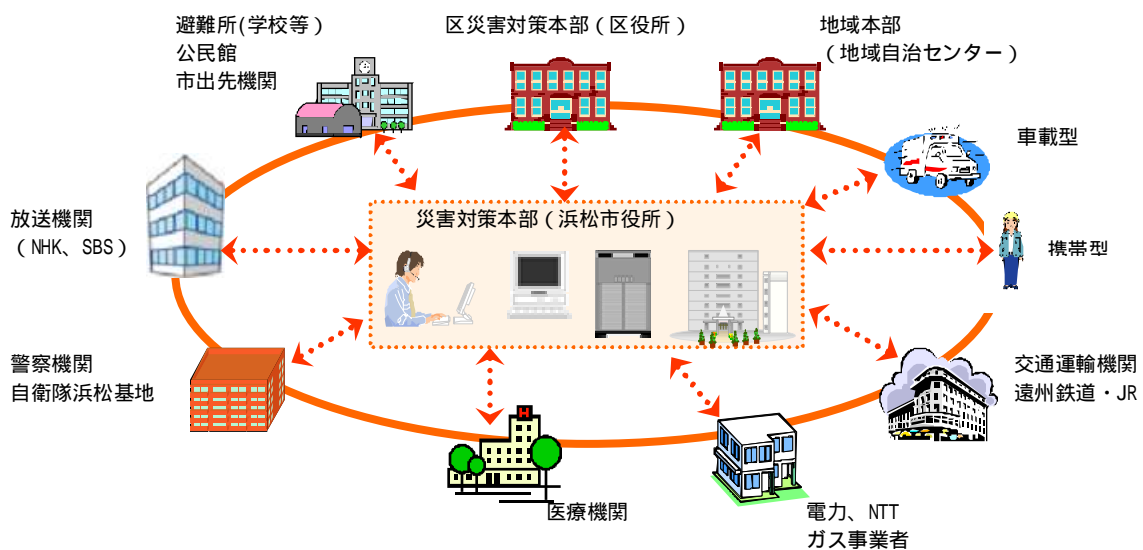 避難所(学校等)
公民館
市出先機関
区災害対策本部(区役所)
地域本部
(地域自治センター)
車載型
放送機関
(NHK、SBS)
災害対策本部(浜松市役所)
携帯型
警察機関
自衛隊浜松基地
交通運輸機関
遠州鉄道・JR
H
医療機関
電力、NTT
ガス事業者